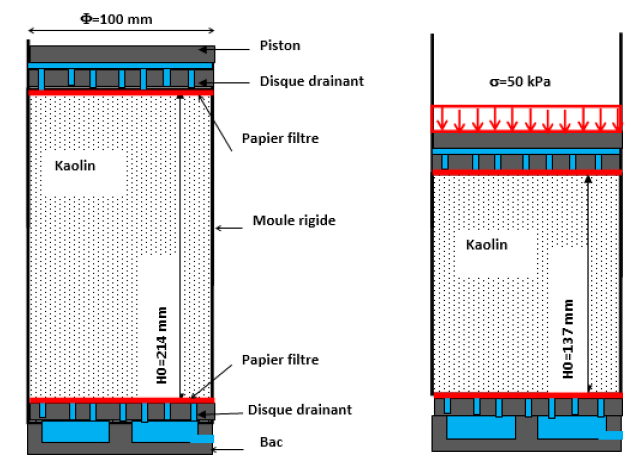 Φ=100 mm
Piston
Disque drainant
Papier filtre
Kaolin
Moule rigide
H0=214 mm
Papier filtre
Disque drainant
Bac
σ=50 kPa
Kaolin
H0=137 mm